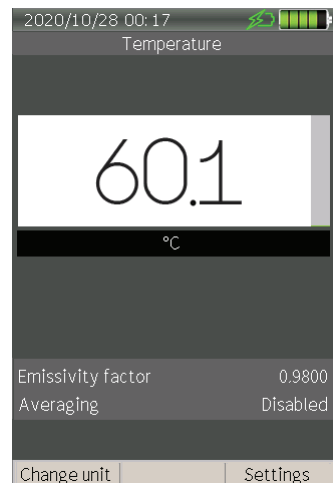 2020/10/28 00:17
Temperature
60.1
°C
Emissivity factor 0.9800
Averaging Disabled
Change unit Settings